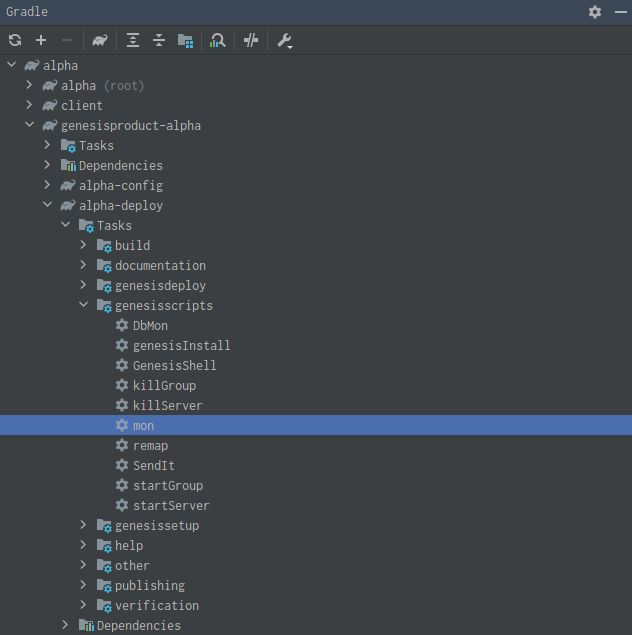 Gradle
alpha
alpha (root)
client
genesisproduct-alpha
Tasks
Dependencies
alpha-config
alpha-deploy
Tasks
build
documentation
genesisdeploy
genesisscripts
DbMon
genesisInstall
GenesisShell
killGroup
killServer
mon
remap
SendIt
startGroup
startServer
genesissetup
help
other
publishing
verification
Dependencies